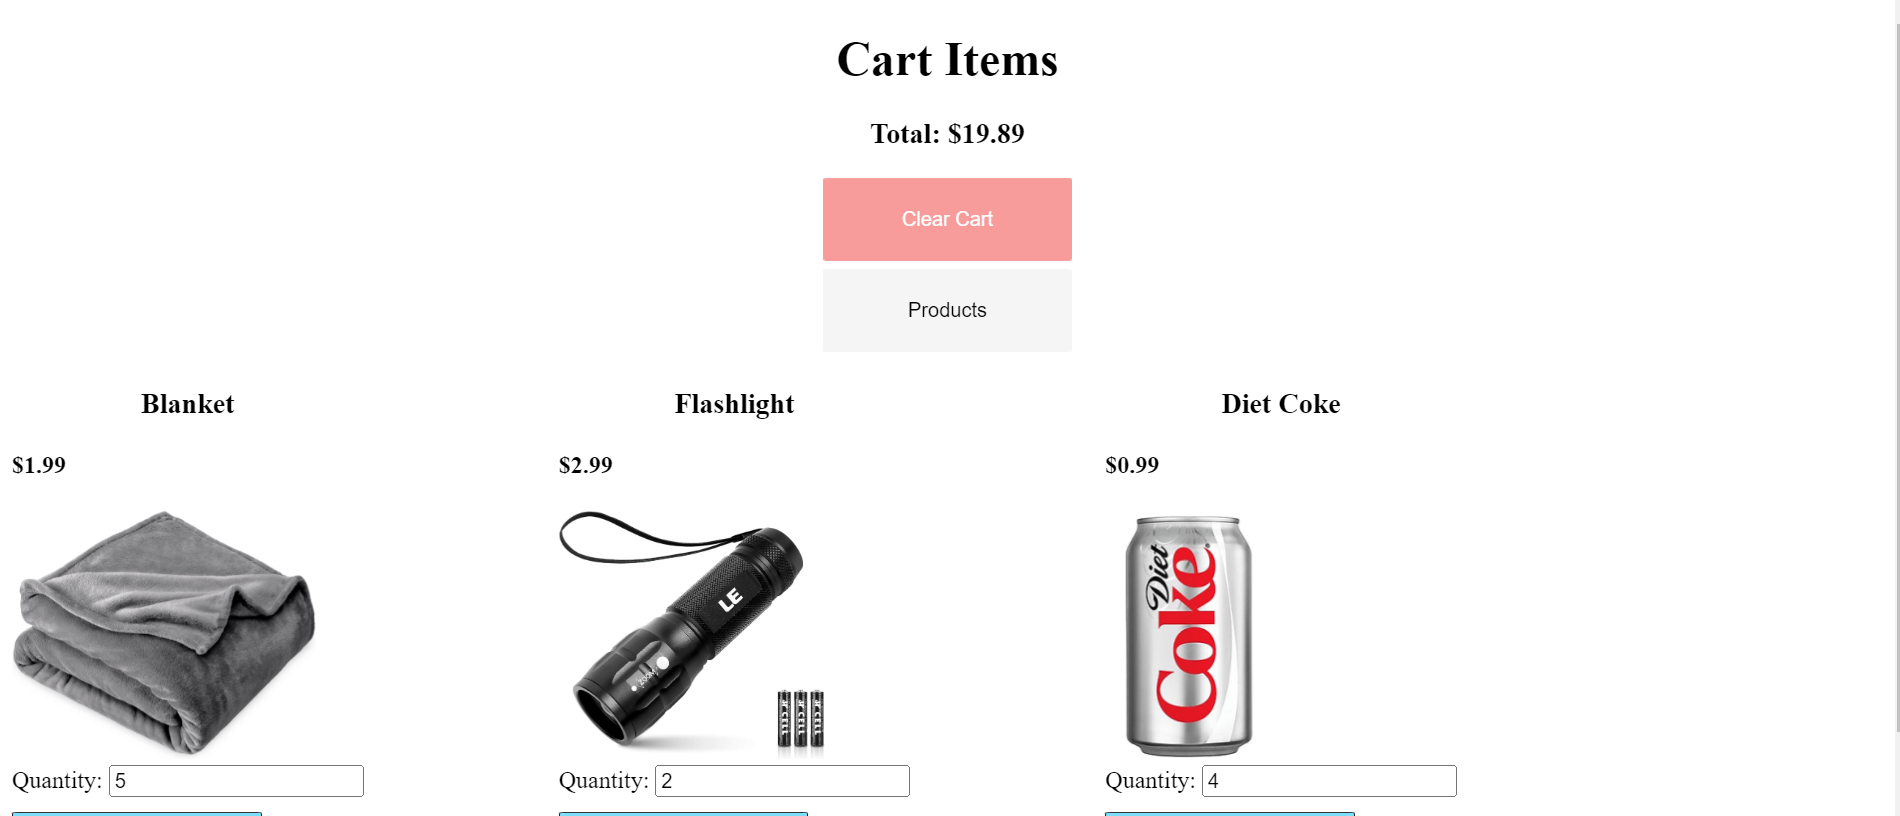 Cart Items
Total: $19.89
Clear Cart
Products
Blanket
Flashlight
Diet Coke
$1.99
$2.99
$0.99
LE
ZOOM
Diet
Coke
Quantity: 5
Quantity: 2
Quantity: 4